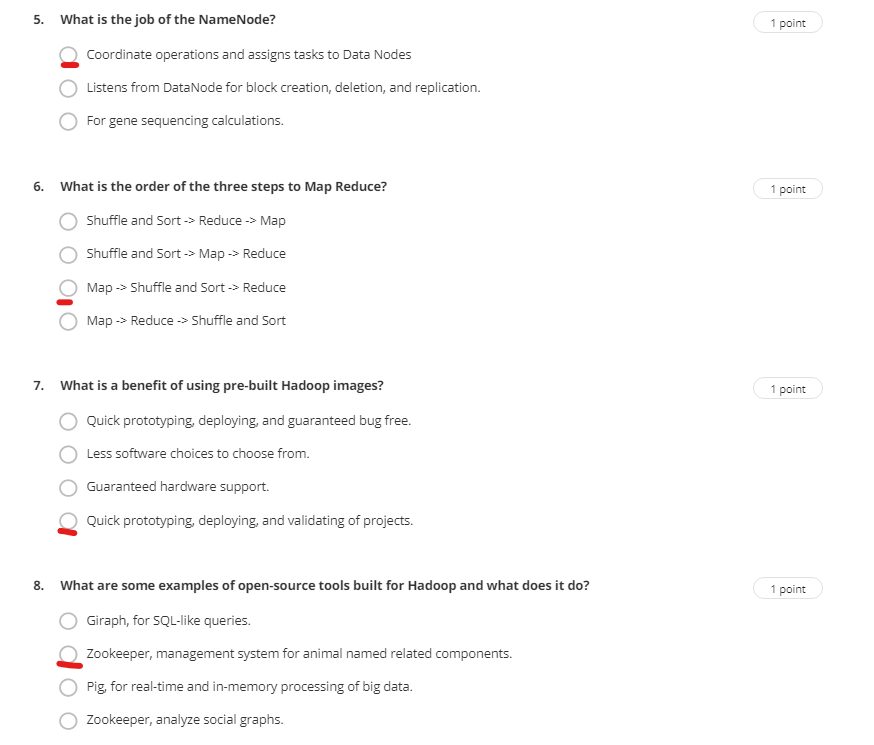 5. What is the job of the NameNode? 1 point
Coordinate operations and assigns tasks to Data Nodes
Listens from DataNode for block creation, deletion, and replication.
For gene sequencing calculations.
6. What is the order of the three steps to Map Reduce? 1 point
Shuffle and Sort -> Reduce -> Map
Shuffle and Sort -> Map -> Reduce
Map -> Shuffle and Sort -> Reduce
Map -> Reduce -> Shuffle and Sort
7. What is a benefit of using pre-built Hadoop images? 1 point
Quick prototyping, deploying, and guaranteed bug free.
Less software choices to choose from.
Guaranteed hardware support.
Quick prototyping, deploying, and validating of projects.
8. What are some examples of open-source tools built for Hadoop and what does it do? 1 point
Giraph, for SQL-like queries.
Zookeeper, management system for animal named related components.
Pig, for real-time and in-memory processing of big data.
Zookeeper, analyze social graphs.